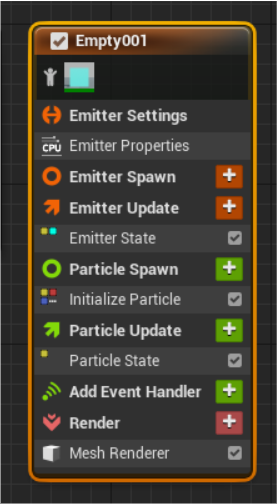 Empty001
Emitter Settings
CPU Emitter Properties
Emitter Spawn
Emitter Update
Emitter State
Particle Spawn
Initialize Particle
Particle Update
Particle State
Add Event Handler
Render
Mesh Renderer